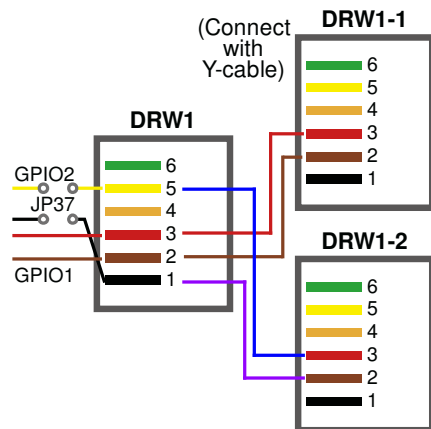 (Connect
with
Y-cable)
DRW1-1
6
5
4
3
2
1
DRW1
6
5
4
3
2
1
GPIO2
JP37
GPIO1
DRW1-2
6
5
4
3
2
1